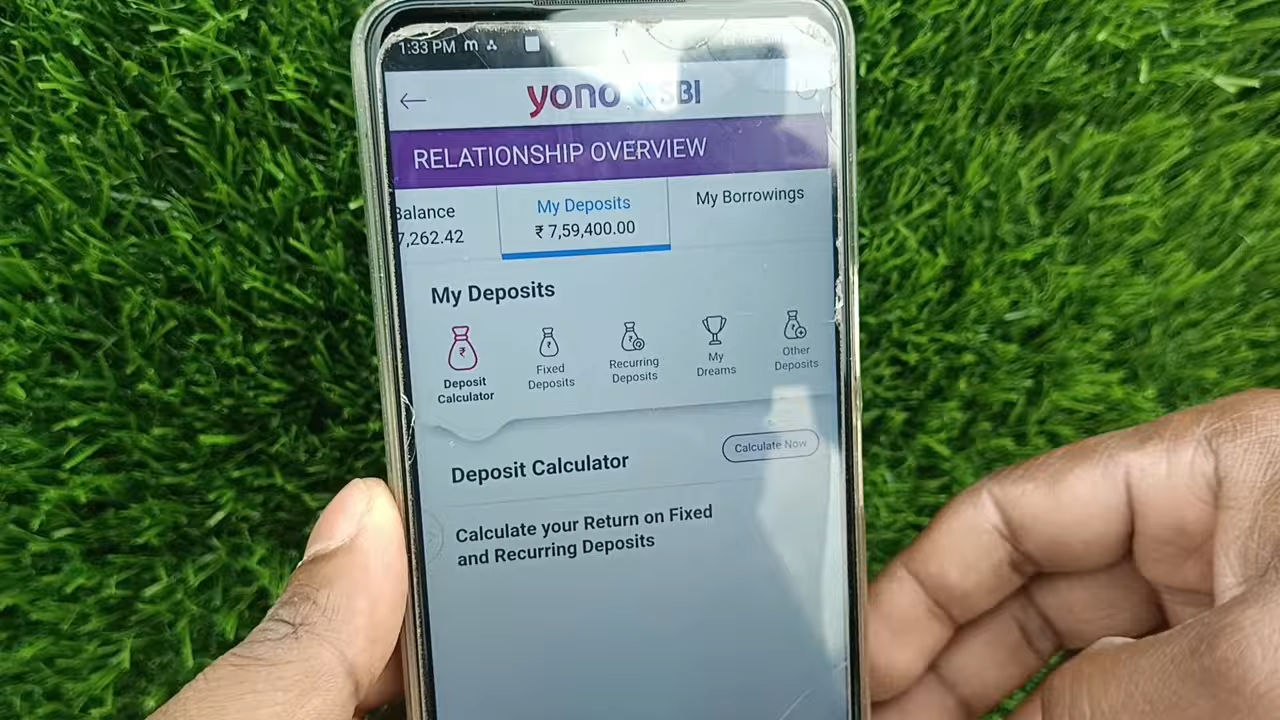 1:33 PM
yono SBI
RELATIONSHIP OVERVIEW
Balance
7,262.42
My Deposits
₹ 7,59,400.00
My Borrowings
My Deposits
Deposit
Calculator
Fixed
Deposits
Recurring
Deposits
My
Dreams
Other
Deposits
Deposit Calculator
Calculate Now
Calculate your Return on Fixed
and Recurring Deposits